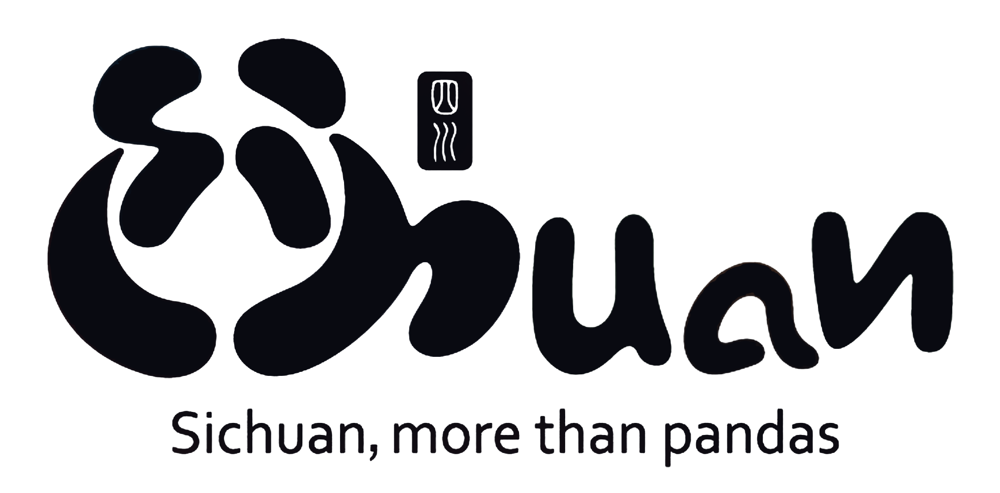 四川
Sichuan
Sichuan, more than pandas